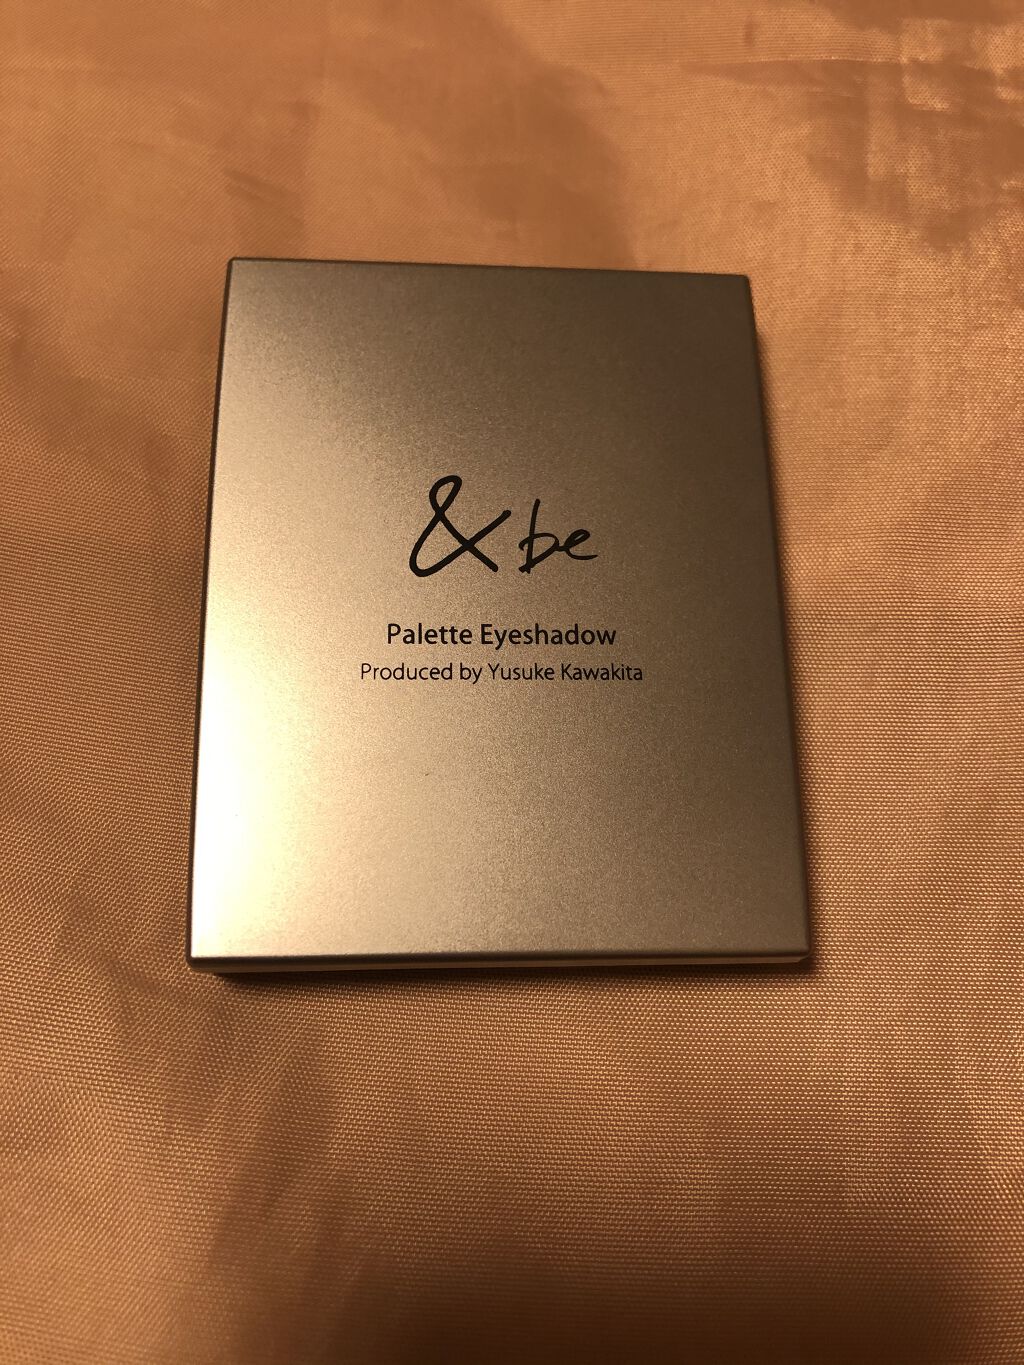 & be
Palette Eyeshadow
Produced by Yusuke Kawakita